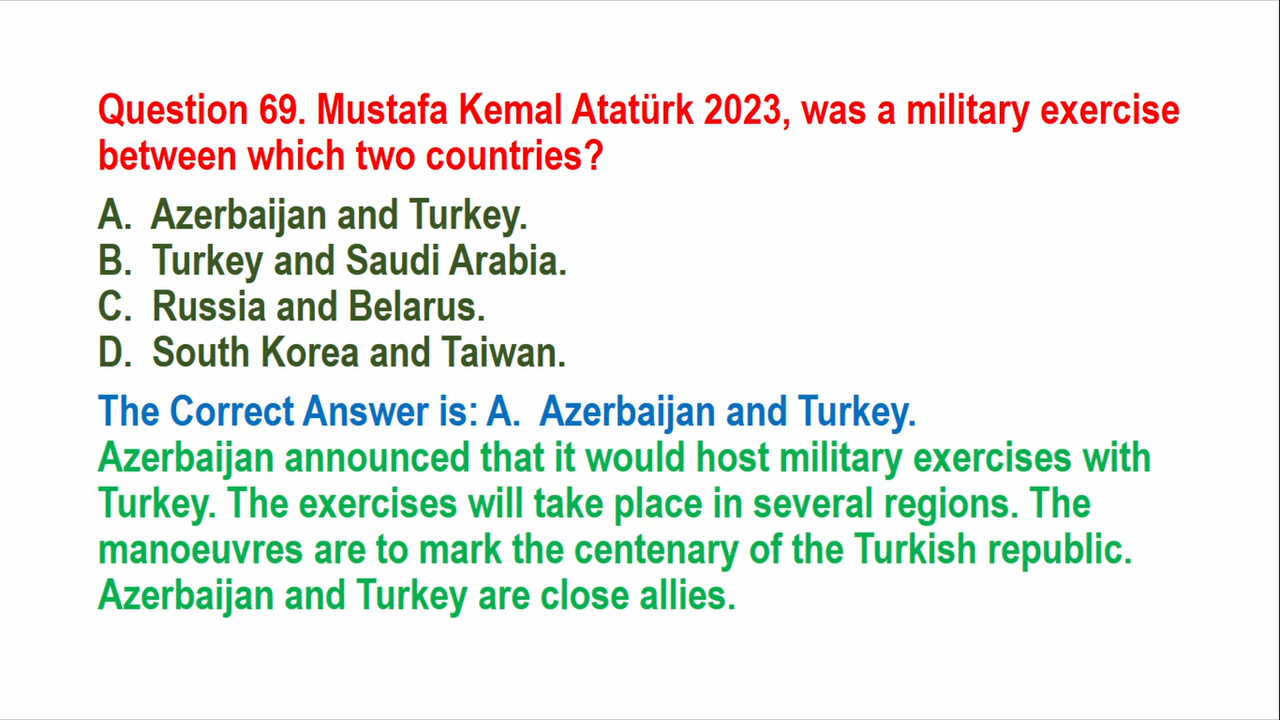 Question 69. Mustafa Kemal Atatürk 2023, was a military exercise
between which two countries?
A. Azerbaijan and Turkey.
B. Turkey and Saudi Arabia.
C. Russia and Belarus.
D. South Korea and Taiwan.
The Correct Answer is: A. Azerbaijan and Turkey.
Azerbaijan announced that it would host military exercises with
Turkey. The exercises will take place in several regions. The
manoeuvres are to mark the centenary of the Turkish republic.
Azerbaijan and Turkey are close allies.